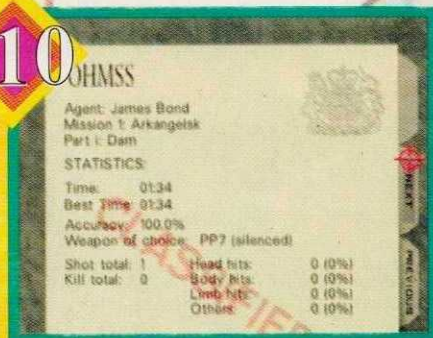 10
OHMSS
Agent: James Bond
Mission 1: Arkangelsk
Part i: Dam
STATISTICS:
Time: 01:34
Best Time: 01:34
Accuracy: 100.0%
Weapon of choice: PP7 (silenced)
Shot total: 1 Head hits: 0 (0%)
Kill total: 0 Body hits: 0 (0%)
Limb hits: 0 (0%)
Others: 0 (0%)
CLASSIFIED
NEXT
PREVIOUS